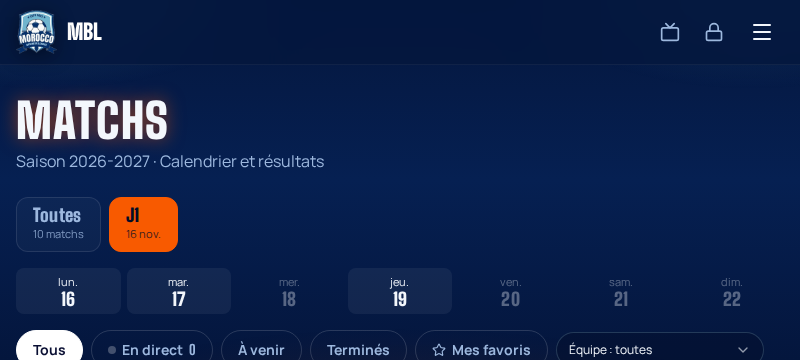 MOROCCO
MBL
MATCHS
Saison 2026-2027 · Calendrier et résultats
Toutes
10 matchs
J1
16 nov.
lun. mar. mer. jeu. ven. sam. dim.
16 17 18 19 20 21 22
Tous En direct 0 À venir Terminés Mes favoris Équipe : toutes